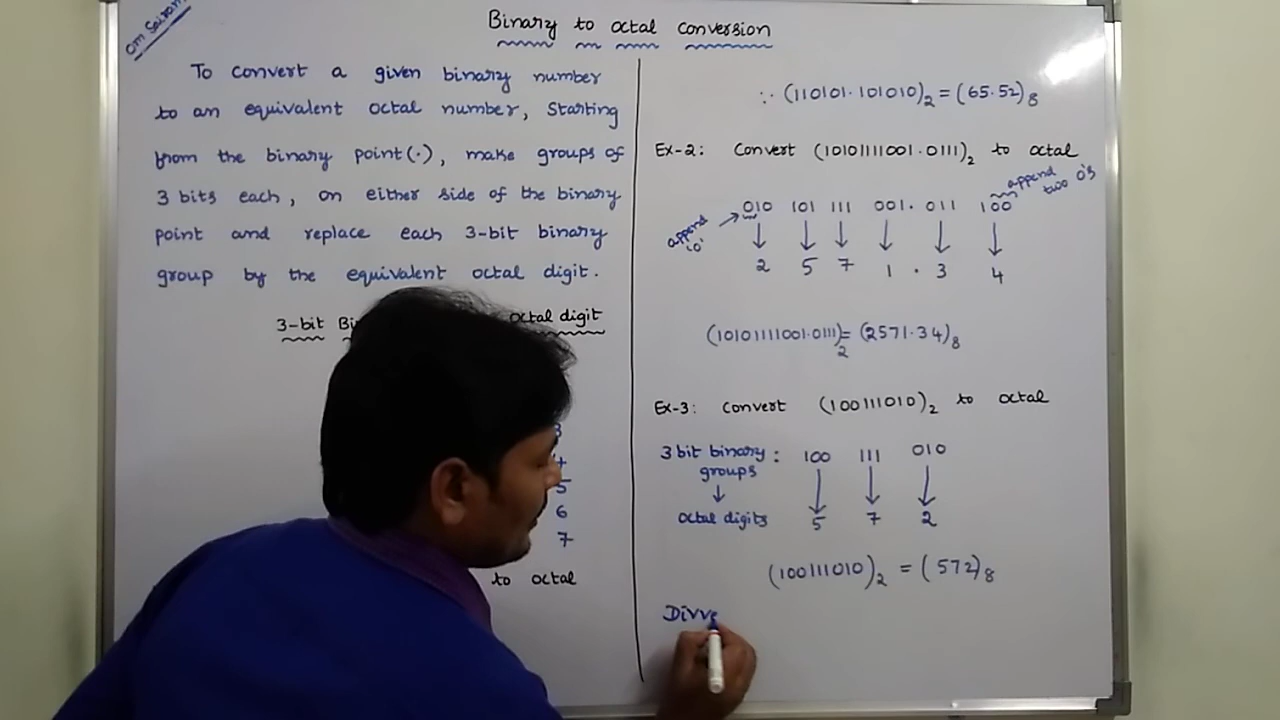 Om Sairam
Binary to octal conversion
To convert a given binary number
to an equivalent octal number, starting
from the binary point(.), make groups of
3 bits each, on either side of the binary
point and replace each 3-bit binary
group by the equivalent octal digit.
3-bit Bi octal digit
3
4
5
6
7
to octal
∴ (110101.101010)₂ = (65.52)₈
Ex-2: Convert (10101111001.0111)₂ to octal
append two 0's
append '0' → 010 101 111 001 . 011 100
↓ ↓ ↓ ↓ ↓ ↓
2 5 7 1 . 3 4
(10101111001.0111)₂ = (2571.34)₈
Ex-3: Convert (100111010)₂ to octal
3 bit binary groups : 100 111 010
↓ ↓ ↓ ↓
octal digits 5 7 2
(100111010)₂ = (572)₈
Divve